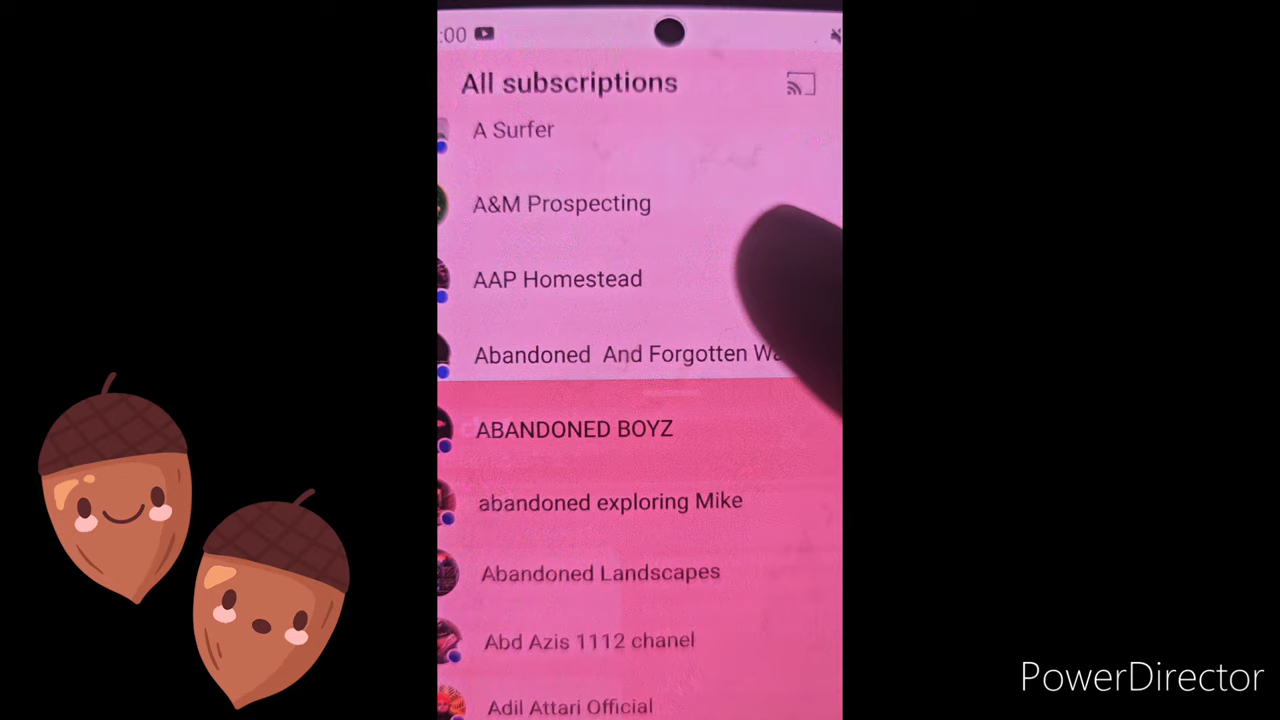 :00
All subscriptions
A Surfer
A&M Prospecting
AAP Homestead
Abandoned And Forgotten
ABANDONED BOYZ
abandoned exploring Mike
Abandoned Landscapes
Abd Azis 1112 chanel
Adil Attari Official
PowerDirector